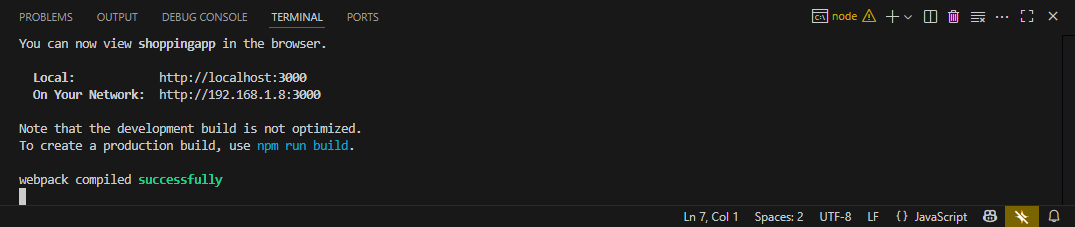 PROBLEMS OUTPUT DEBUG CONSOLE TERMINAL PORTS node
You can now view shoppingapp in the browser.
Local: http://localhost:3000
On Your Network: http://192.168.1.8:3000
Note that the development build is not optimized.
To create a production build, use npm run build.
webpack compiled successfully
Ln 7, Col 1 Spaces: 2 UTF-8 LF {} JavaScript